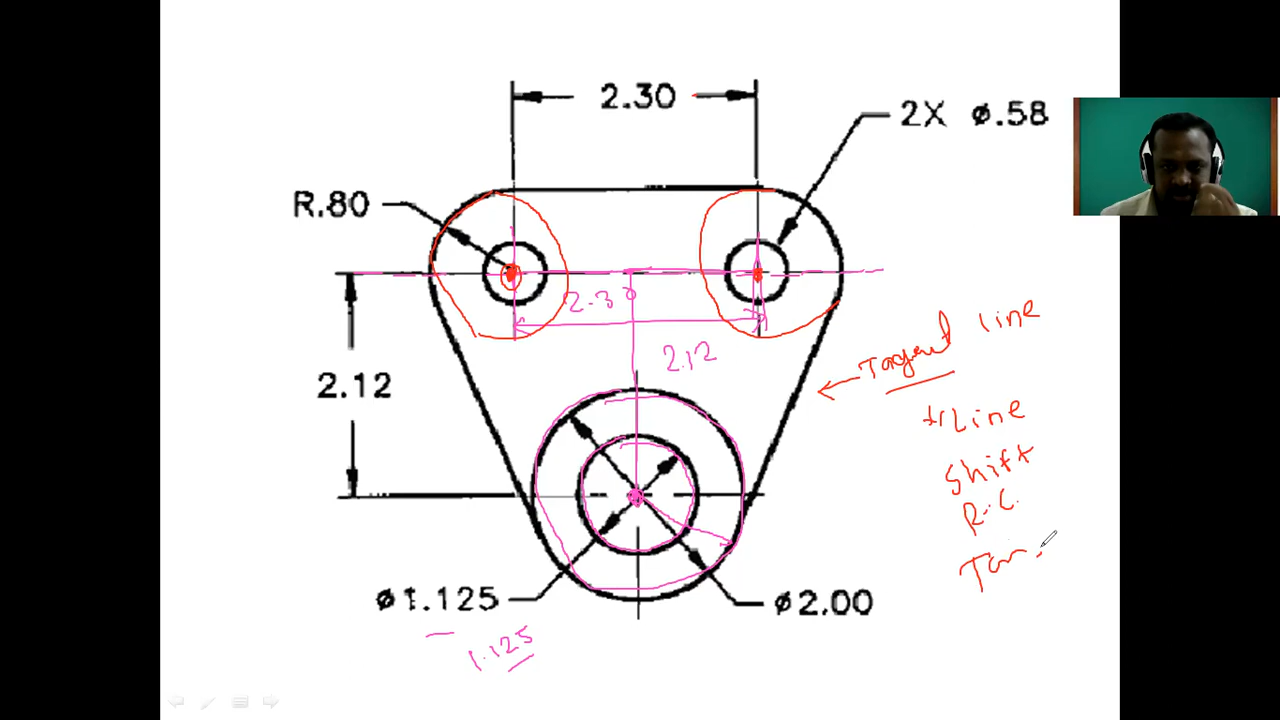 2.30
2X ø.58
R.80
2.30
2.12
2.12
Tangent line
Line
Shift
R.C.
Tan.
ø1.125
ø2.00
1.125